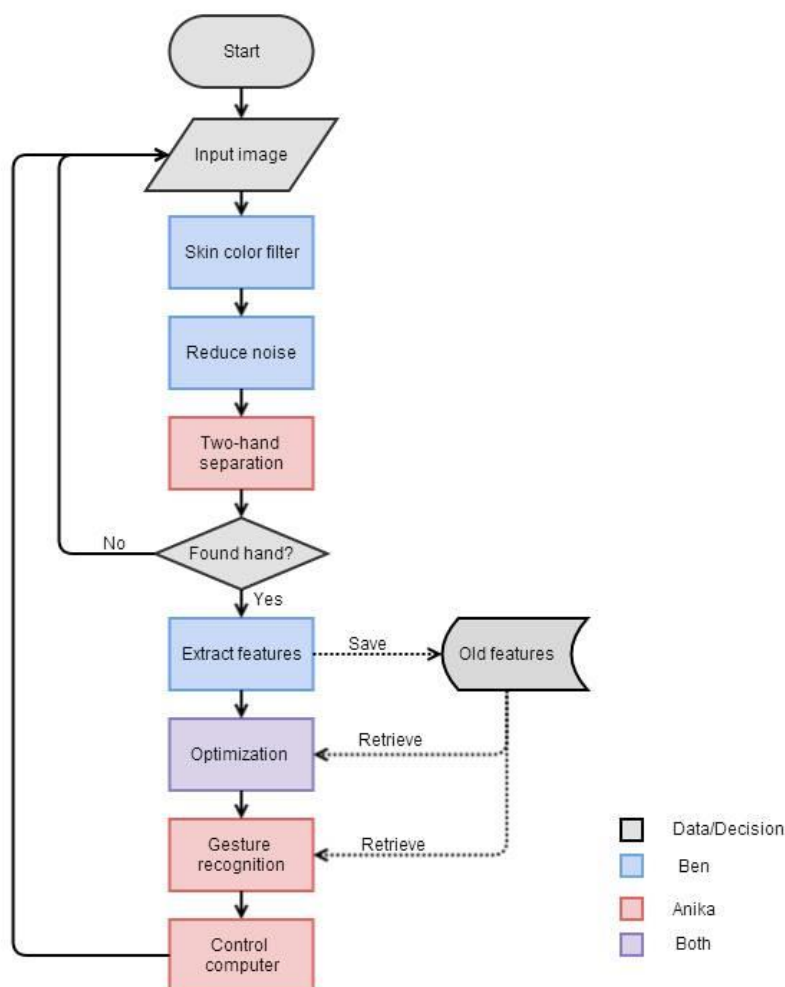 Start
Input image
Skin color filter
Reduce noise
Two-hand
separation
No
Found hand?
Yes
Extract features
Save
Old features
Optimization
Retrieve
Gesture
recognition
Retrieve
Control
computer
Data/Decision
Ben
Anika
Both